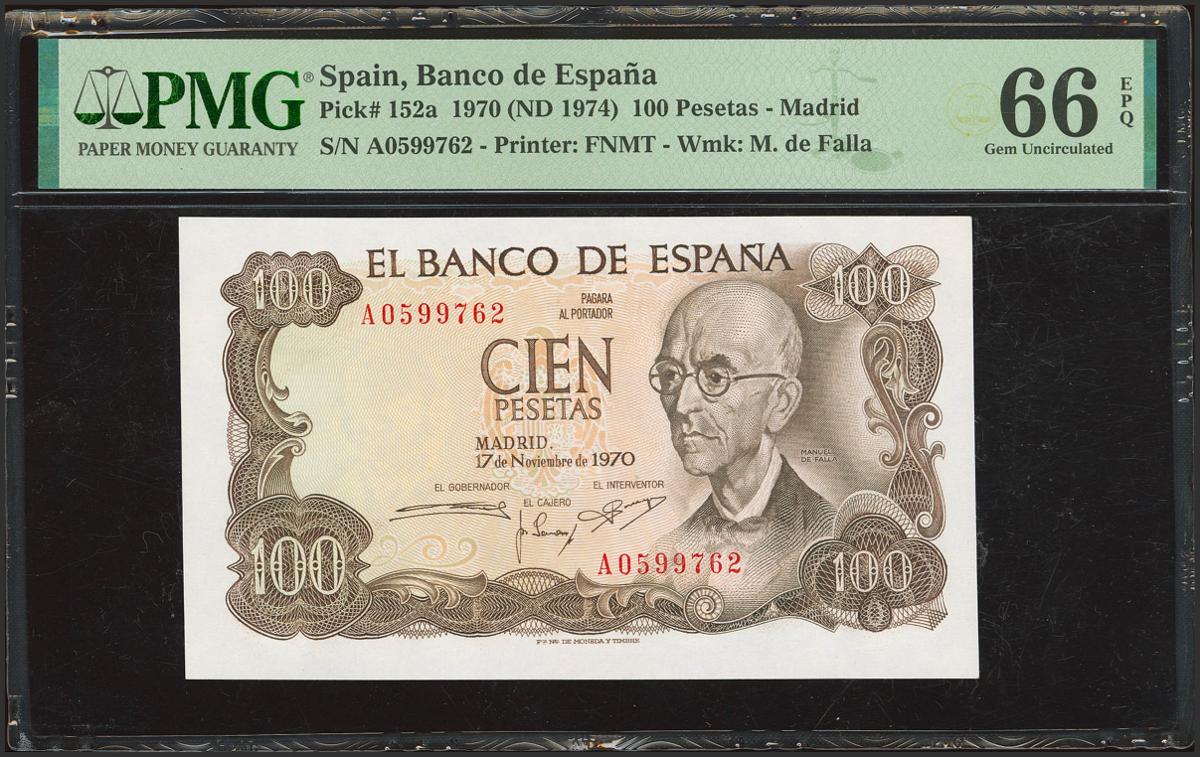 PMG®
PAPER MONEY GUARANTY
Spain, Banco de España
Pick# 152a 1970 (ND 1974) 100 Pesetas - Madrid
S/N A0599762 - Printer: FNMT - Wmk: M. de Falla
66
EPQ
Gem Uncirculated
EL BANCO DE ESPAÑA
100
100
A0599762
PAGARA
AL PORTADOR
CIEN
PESETAS
MADRID.
17 de Noviembre de 1970
MANUEL
DE FALLA
EL GOBERNADOR
EL INTERVENTOR
EL CAJERO
A0599762
100
100